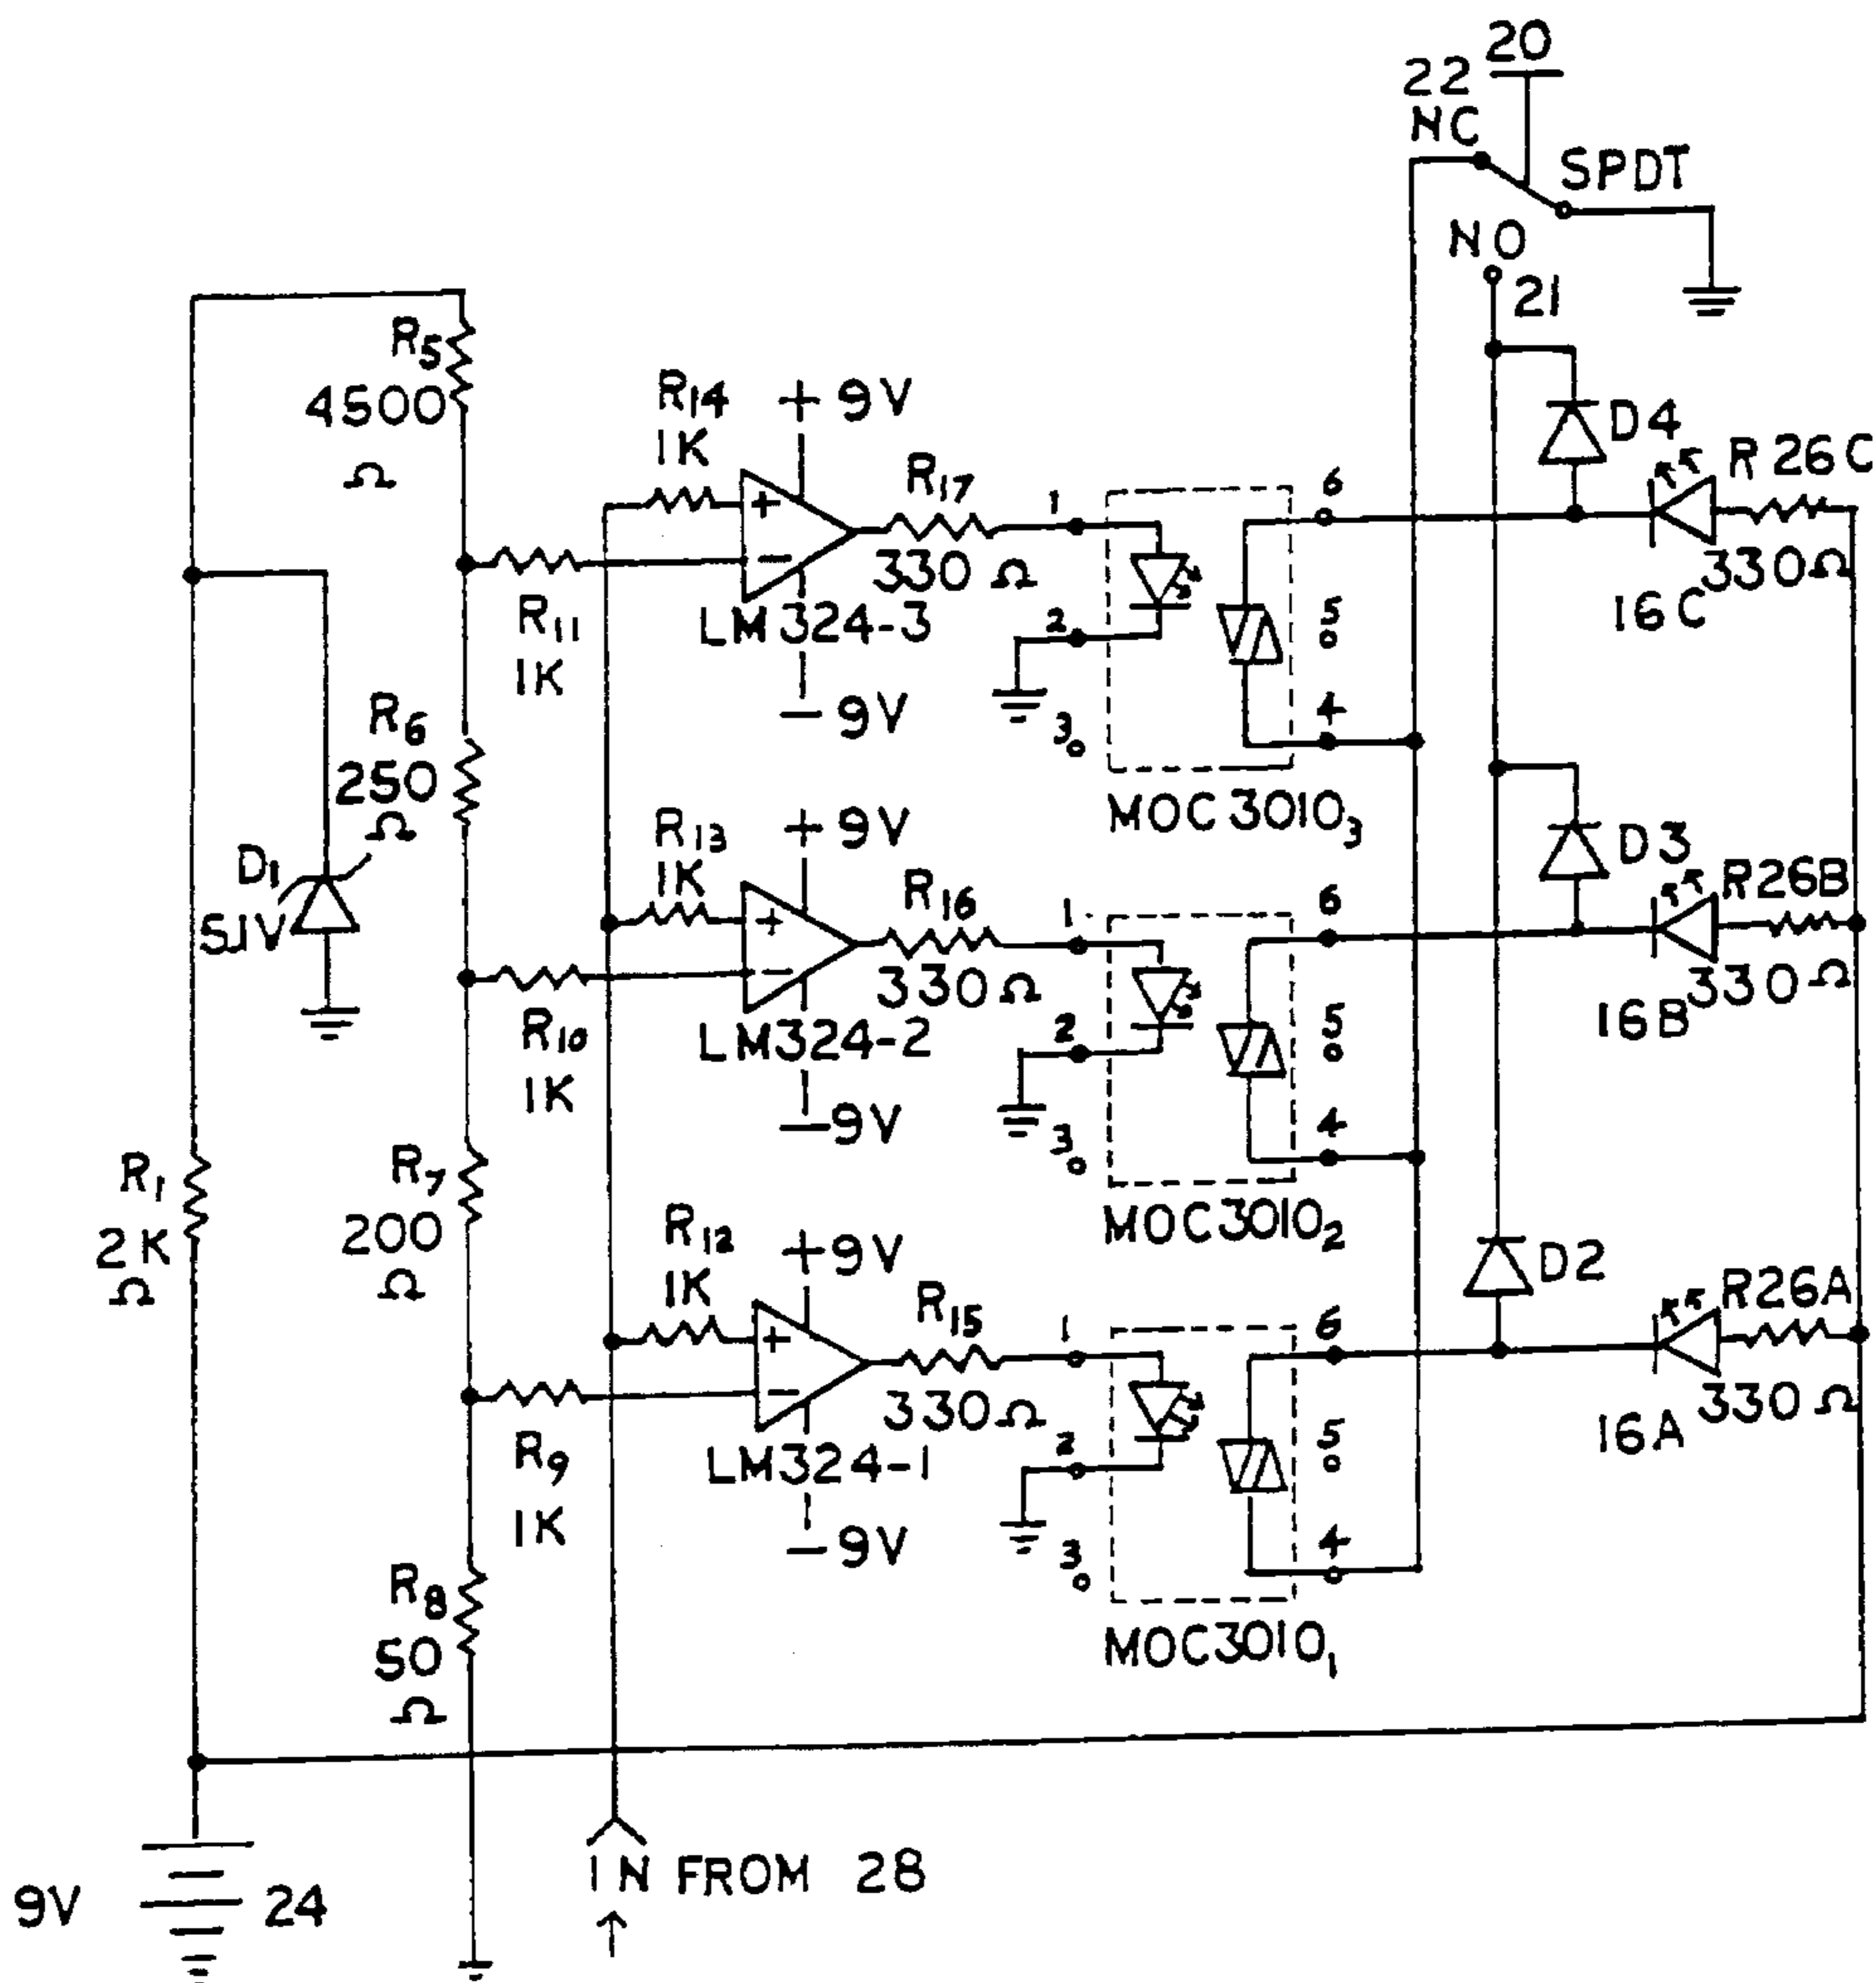 20
22
NC
SPDT
NO
21
R5
4500
Ω
R14
1K
+9V
R17
330Ω
LM324-3
-9V
R11
1K
1
2
3
6
5
4
MOC3010₃
D4
R26C
330Ω
16C
R6
250
Ω
D1
5.1V
R13
1K
+9V
R16
330Ω
LM324-2
-9V
R10
1K
1
2
3
6
5
4
MOC3010₂
D3
R26B
330Ω
16B
R1
2K
Ω
R7
200
Ω
R12
1K
+9V
R15
330Ω
LM324-1
-9V
R9
1K
1
2
3
6
5
4
MOC3010₁
D2
R26A
330Ω
16A
R8
50
Ω
9V
24
IN FROM 28
+
-
+
-
+
-